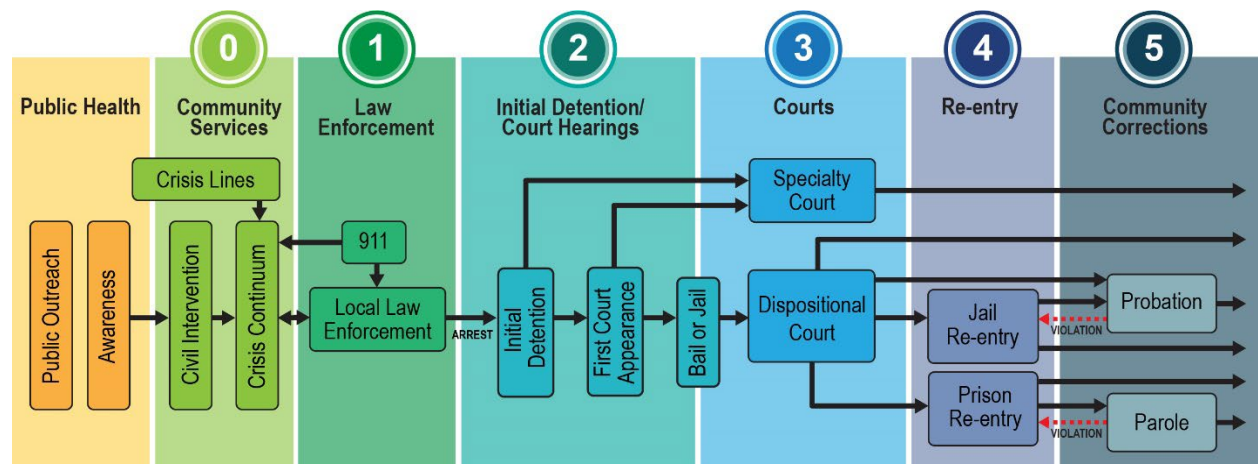 0
1
2
3
4
5
Public Health
Community
Services
Law
Enforcement
Initial Detention/
Court Hearings
Courts
Re-entry
Community
Corrections
Crisis Lines
Public Outreach
Awareness
Civil Intervention
Crisis Continuum
911
Local Law
Enforcement
ARREST
Initial
Detention
First Court
Appearance
Bail or Jail
Specialty
Court
Dispositional
Court
Jail
Re-entry
Prison
Re-entry
VIOLATION
Probation
VIOLATION
Parole